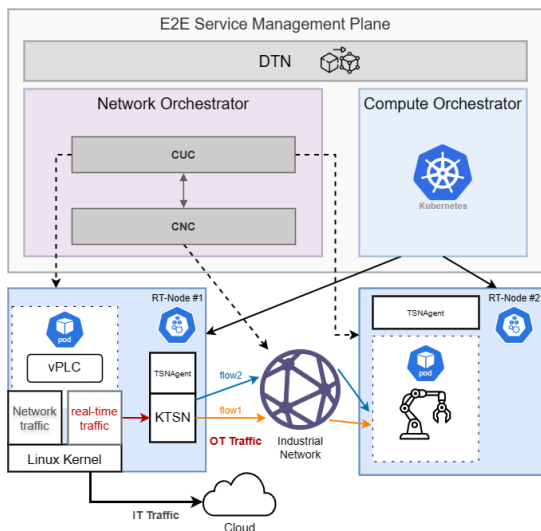 E2E Service Management Plane
DTN
Network Orchestrator
Compute Orchestrator
CUC
CNC
Kubernetes
RT-Node #1
pod
vPLC
Network
traffic
real-time
traffic
Linux Kernel
TSNAgent
KTSN
flow2
flow1
OT Traffic
Industrial
Network
RT-Node #2
TSNAgent
pod
IT Traffic
Cloud